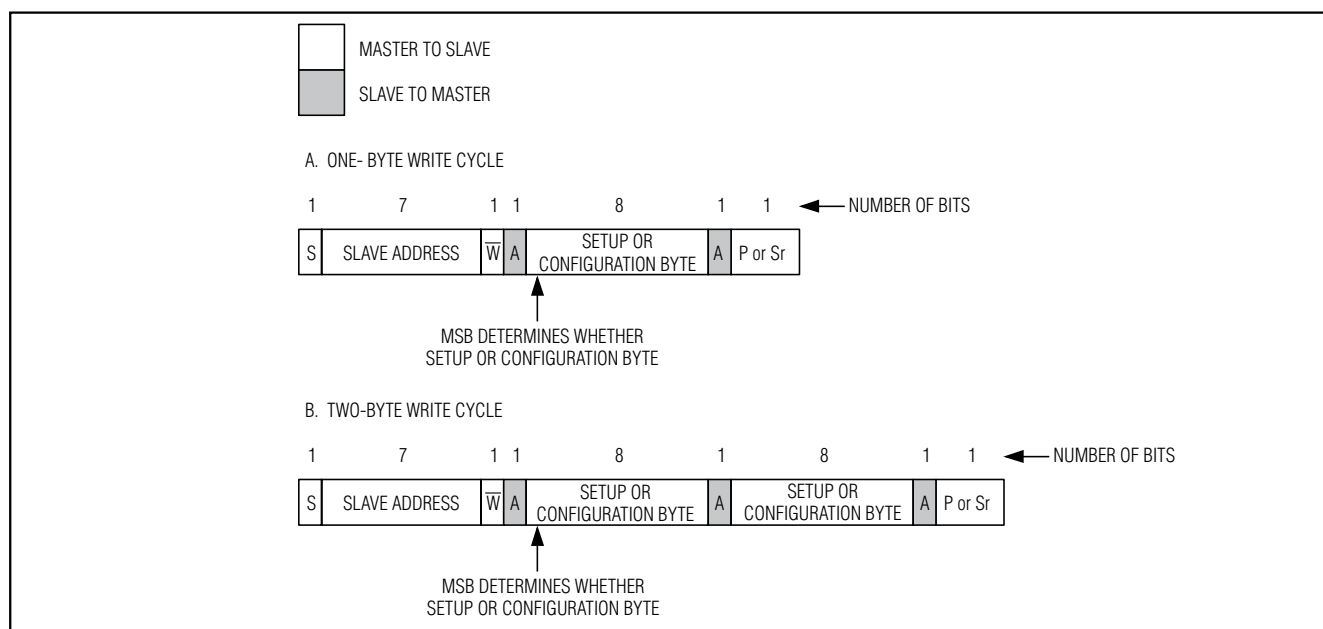 MASTER TO SLAVE
SLAVE TO MASTER
A. ONE- BYTE WRITE CYCLE
1 7 1 1 8 1 1 NUMBER OF BITS
S SLAVE ADDRESS W̅ A SETUP OR CONFIGURATION BYTE A P or Sr
MSB DETERMINES WHETHER
SETUP OR CONFIGURATION BYTE
B. TWO-BYTE WRITE CYCLE
1 7 1 1 8 1 8 1 1 NUMBER OF BITS
S SLAVE ADDRESS W̅ A SETUP OR CONFIGURATION BYTE A SETUP OR CONFIGURATION BYTE A P or Sr
MSB DETERMINES WHETHER
SETUP OR CONFIGURATION BYTE